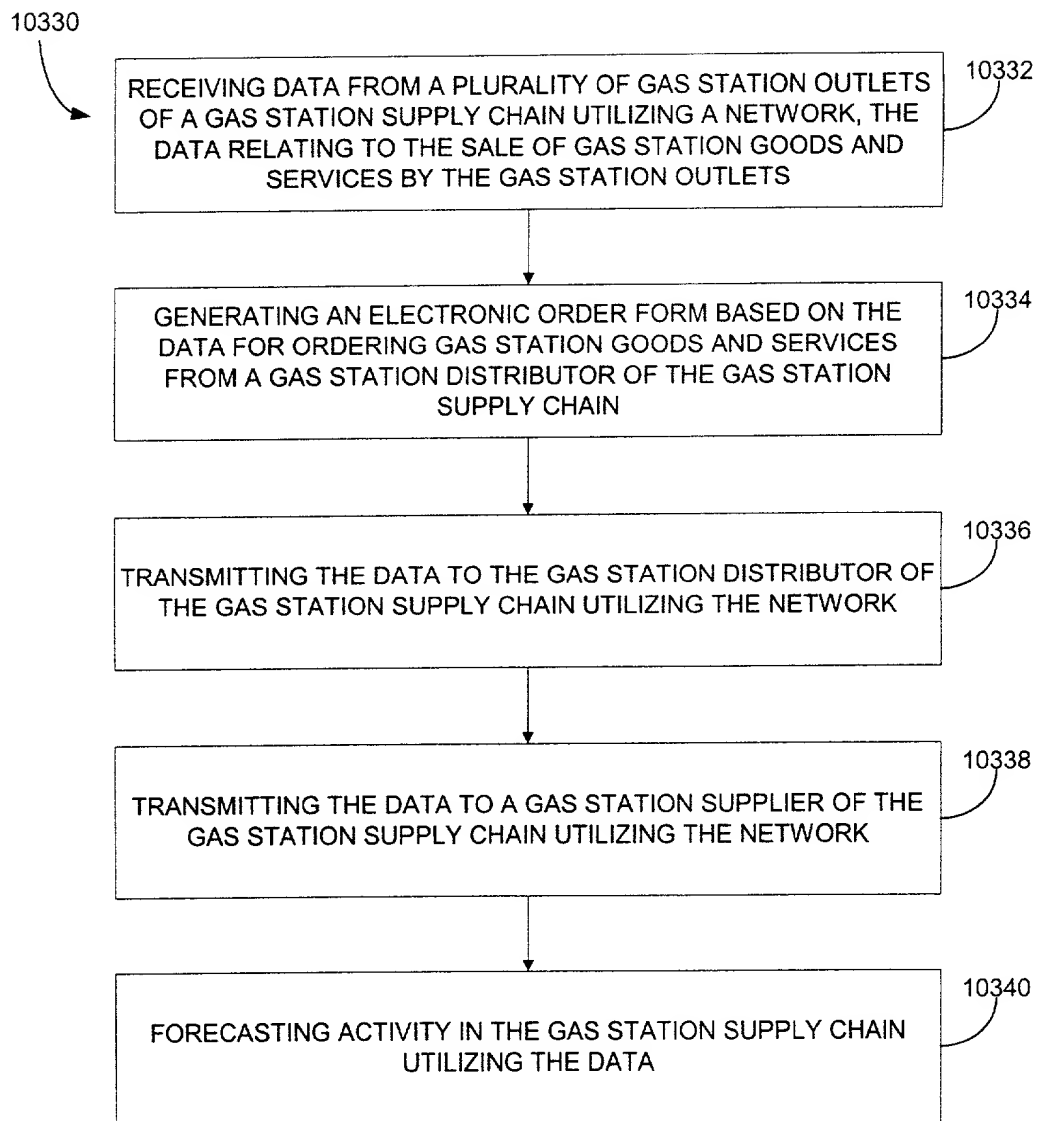 10330
10332
RECEIVING DATA FROM A PLURALITY OF GAS STATION OUTLETS
OF A GAS STATION SUPPLY CHAIN UTILIZING A NETWORK, THE
DATA RELATING TO THE SALE OF GAS STATION GOODS AND
SERVICES BY THE GAS STATION OUTLETS
10334
GENERATING AN ELECTRONIC ORDER FORM BASED ON THE
DATA FOR ORDERING GAS STATION GOODS AND SERVICES
FROM A GAS STATION DISTRIBUTOR OF THE GAS STATION
SUPPLY CHAIN
10336
TRANSMITTING THE DATA TO THE GAS STATION DISTRIBUTOR OF
THE GAS STATION SUPPLY CHAIN UTILIZING THE NETWORK
10338
TRANSMITTING THE DATA TO A GAS STATION SUPPLIER OF THE
GAS STATION SUPPLY CHAIN UTILIZING THE NETWORK
10340
FORECASTING ACTIVITY IN THE GAS STATION SUPPLY CHAIN
UTILIZING THE DATA